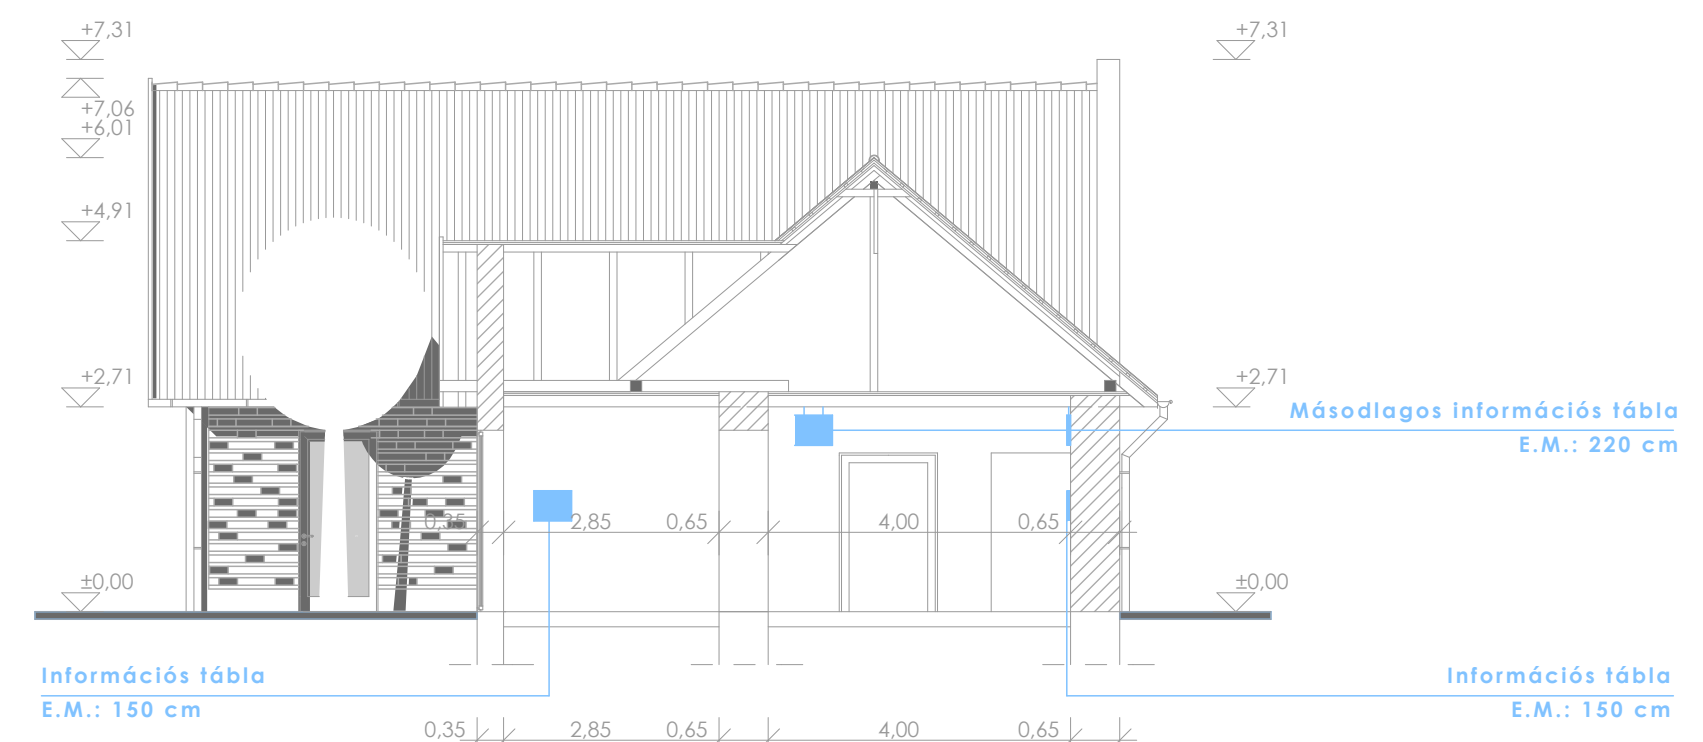 +7,31
+7,31
+7,06
+6,01
+4,91
+2,71
+2,71
Másodlagos információs tábla
E.M.: 220 cm
0,35 2,85 0,65 4,00 0,65
±0,00
±0,00
Információs tábla
E.M.: 150 cm
Információs tábla
E.M.: 150 cm
0,35 2,85 0,65 4,00 0,65